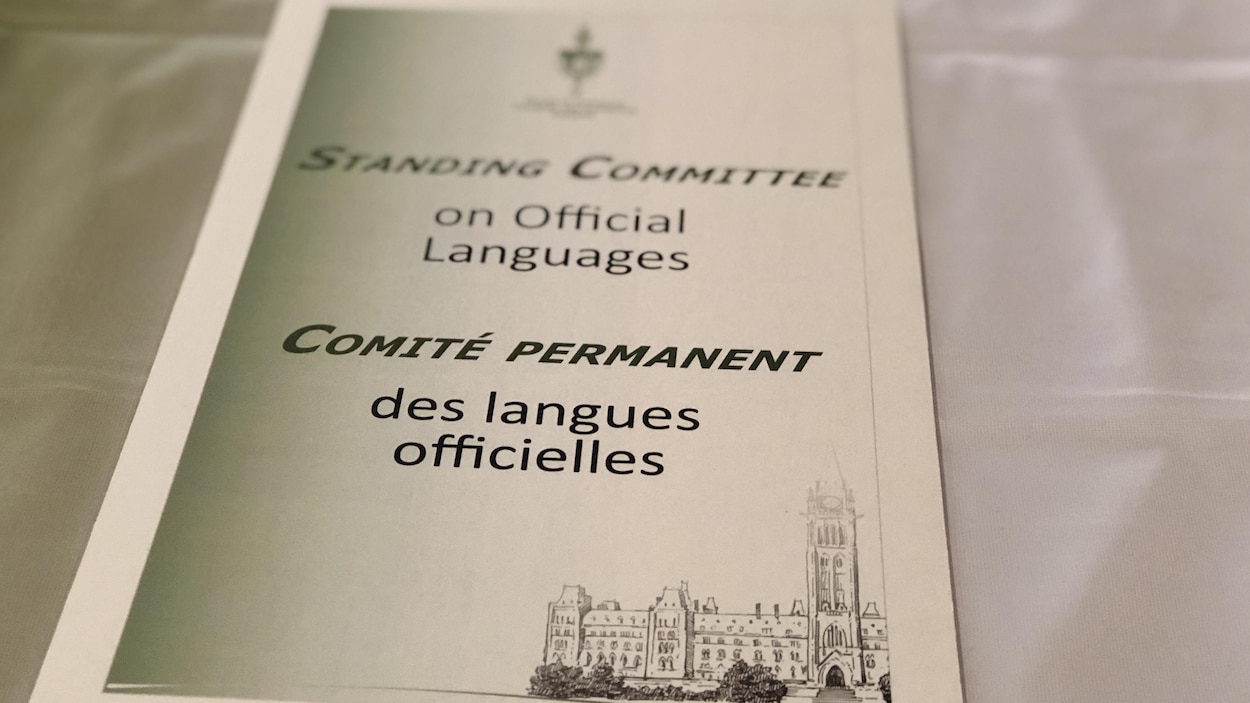 STANDING COMMITTEE
on Official
Languages
COMITÉ PERMANENT
des langues
officielles